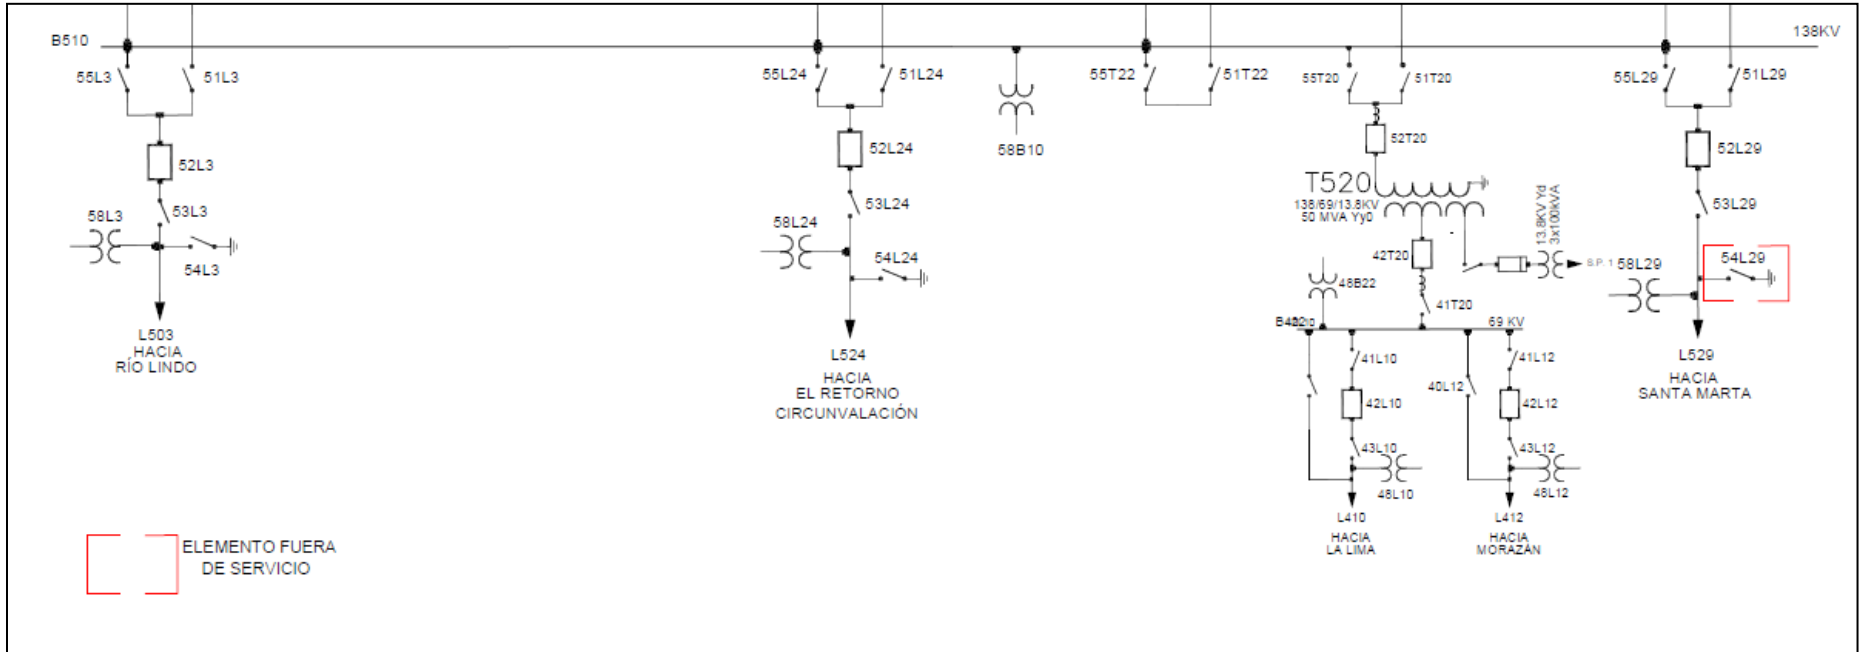 B510
138KV
55L3
51L3
55L24
51L24
55T22
51T22
55T20
51T20
55L29
51L29
52L3
52L24
58B10
52T20
52L29
T520
138/69/13.8KV
50 MVA Yy0
13.8KV Yd
3x100kVA
53L3
58L3
54L3
53L24
58L24
54L24
42T20
S.P. 1
53L29
58L29
54L29
48B22
41T20
69 KV
L503
HACIA
RÍO LINDO
L524
HACIA
EL RETORNO
CIRCUNVALACIÓN
41L10
40L12
41L12
42L10
42L12
43L10
43L12
48L10
48L12
L410
HACIA
LA LIMA
L412
HACIA
MORAZÁN
L529
HACIA
SANTA MARTA
ELEMENTO FUERA
DE SERVICIO